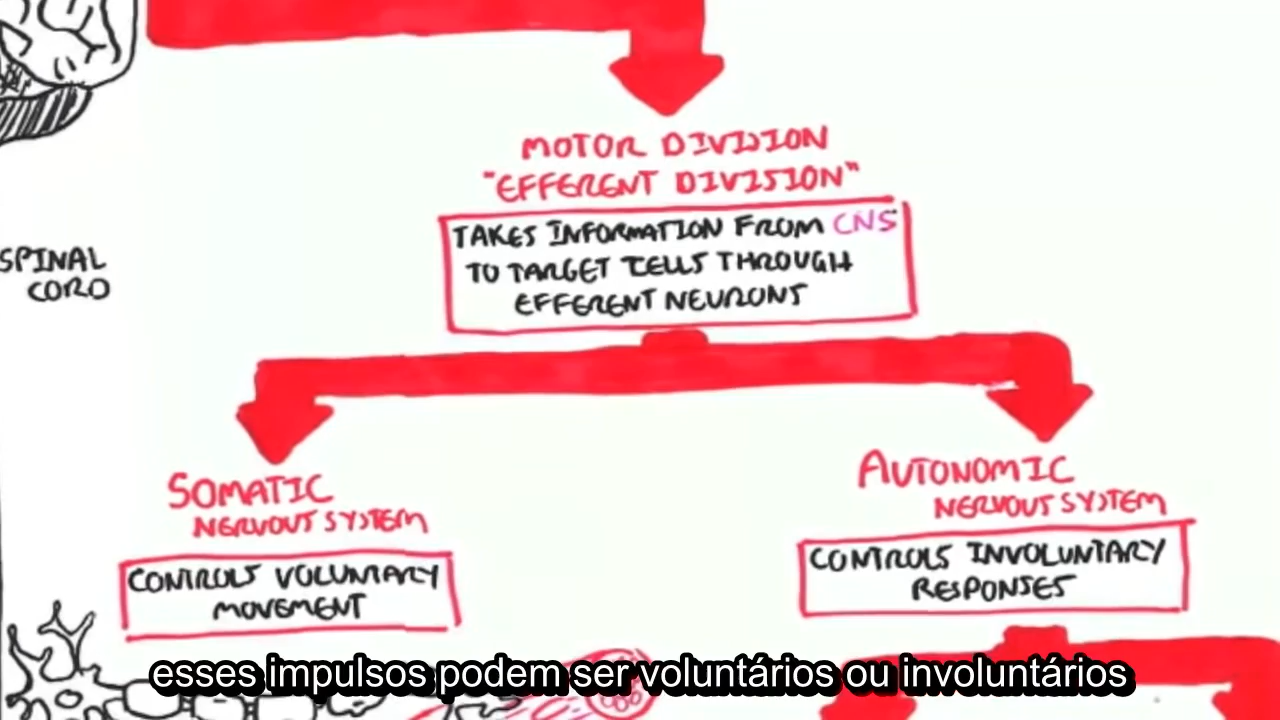 MOTOR DIVISION
"EFFERENT DIVISION"
TAKES INFORMATION FROM CNS
TO TARGET CELLS THROUGH
EFFERENT NEURONS
SPINAL
CORD
SOMATIC
NERVOUS SYSTEM
CONTROLS VOLUNTARY
MOVEMENT
AUTONOMIC
NERVOUS SYSTEM
CONTROLS INVOLUNTARY
RESPONSES
esses impulsos podem ser voluntários ou involuntários